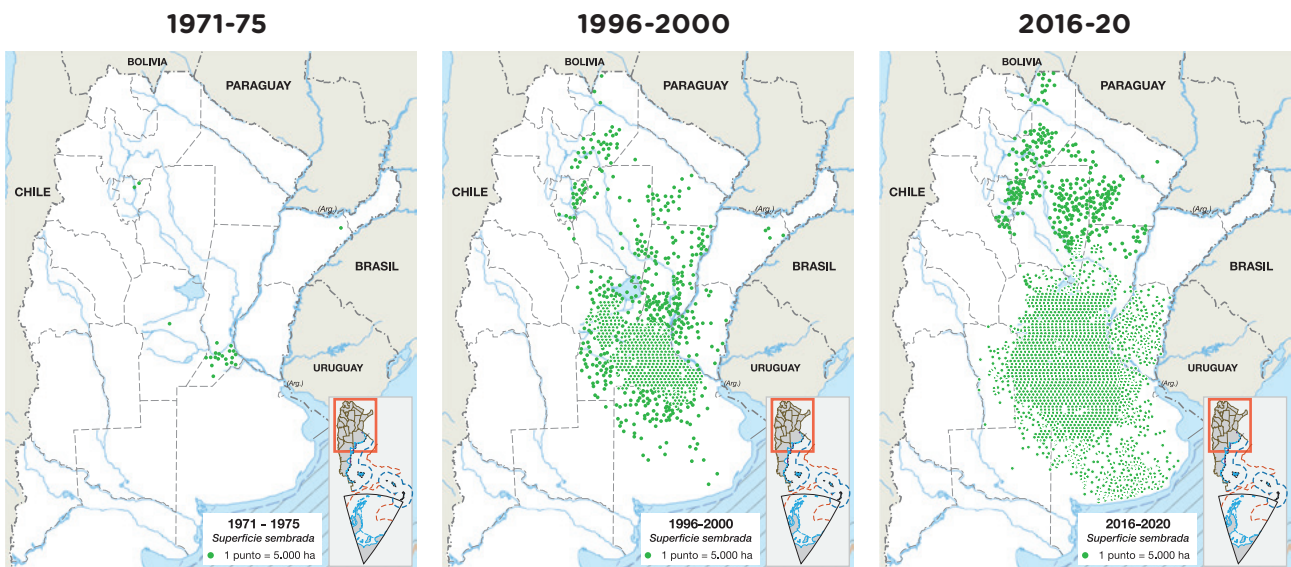 1971-75
BOLIVIA
PARAGUAY
CHILE
(Arg.)
BRASIL
URUGUAY
(Arg.)
1971 - 1975
Superficie sembrada
1 punto = 5.000 ha
1996-2000
BOLIVIA
PARAGUAY
CHILE
(Arg.)
BRASIL
URUGUAY
(Arg.)
1996-2000
Superficie sembrada
1 punto = 5.000 ha
2016-20
BOLIVIA
PARAGUAY
CHILE
(Arg.)
BRASIL
URUGUAY
(Arg.)
2016-2020
Superficie sembrada
1 punto = 5.000 ha